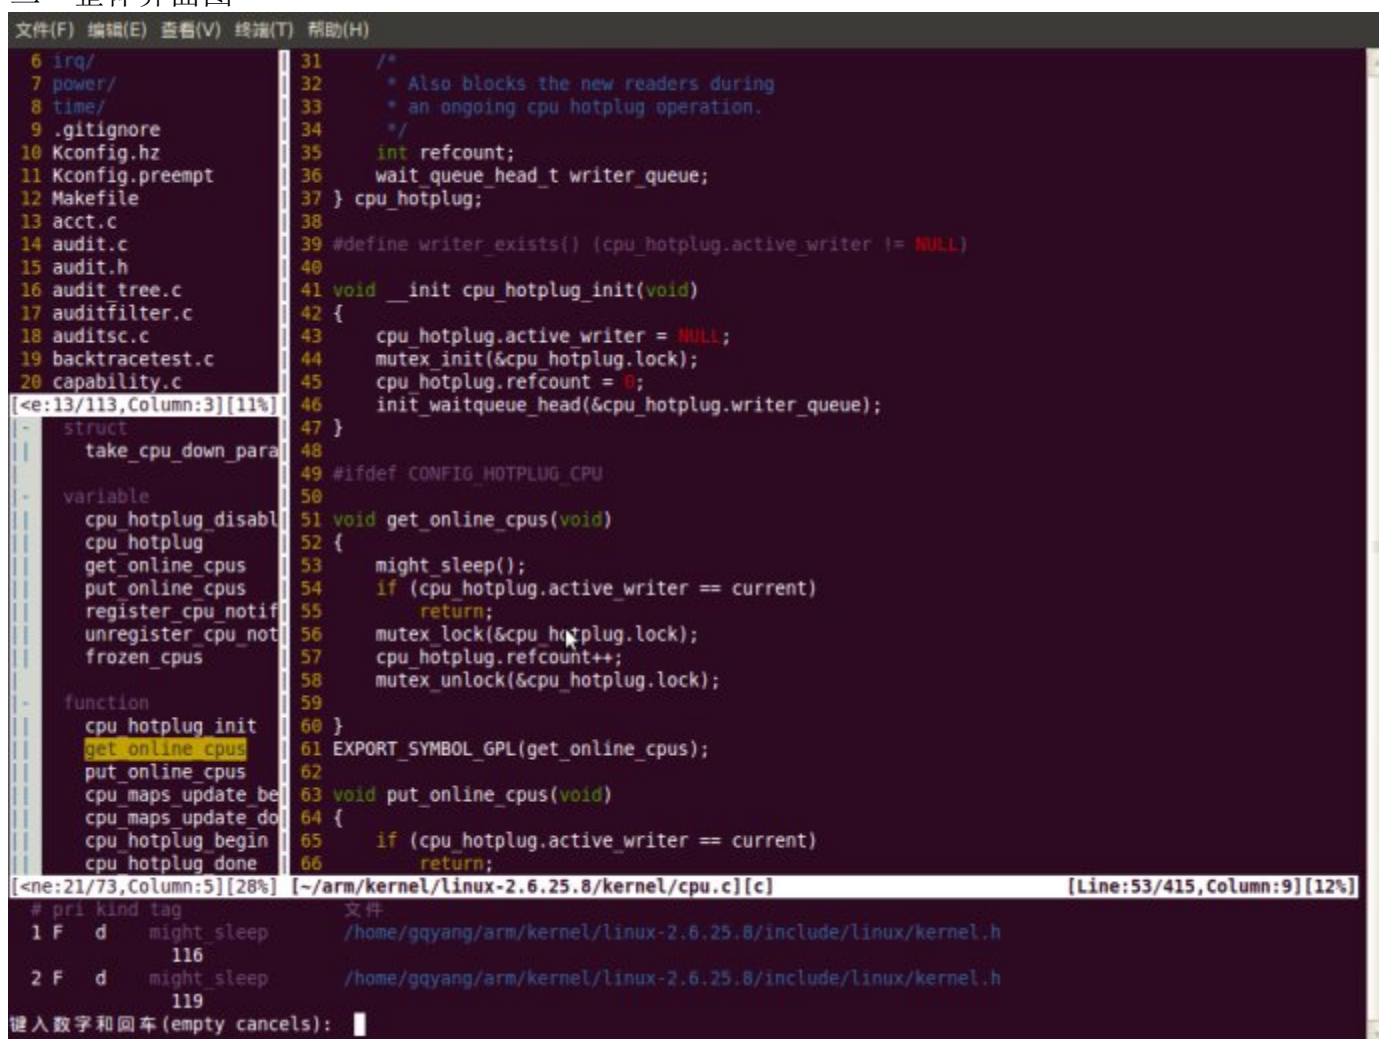 二 整体界面图
文件(F) 编辑(E) 查看(V) 终端(T) 帮助(H)
6 irq/
7 power/
8 time/
9 .gitignore
10 Kconfig.hz
11 Kconfig.preempt
12 Makefile
13 acct.c
14 audit.c
15 audit.h
16 audit_tree.c
17 auditfilter.c
18 auditsc.c
19 backtracetest.c
20 capability.c
[<e:13/113,Column:3][11%]
|- struct
|| take_cpu_down_para
|
|- variable
|| cpu_hotplug_disabl
|| cpu_hotplug
|| get_online_cpus
|| put_online_cpus
|| register_cpu_notif
|| unregister_cpu_not
|| frozen_cpus
|
|- function
|| cpu_hotplug_init
|| get_online_cpus
|| put_online_cpus
|| cpu_maps_update_be
|| cpu_maps_update_do
|| cpu_hotplug_begin
|| cpu_hotplug_done
[<ne:21/73,Column:5][28%]
31 /*
32 * Also blocks the new readers during
33 * an ongoing cpu hotplug operation.
34 */
35 int refcount;
36 wait_queue_head_t writer_queue;
37 } cpu_hotplug;
38
39 #define writer_exists() (cpu_hotplug.active_writer != NULL)
40
41 void __init cpu_hotplug_init(void)
42 {
43 cpu_hotplug.active_writer = NULL;
44 mutex_init(&cpu_hotplug.lock);
45 cpu_hotplug.refcount = 0;
46 init_waitqueue_head(&cpu_hotplug.writer_queue);
47 }
48
49 #ifdef CONFIG_HOTPLUG_CPU
50
51 void get_online_cpus(void)
52 {
53 might_sleep();
54 if (cpu_hotplug.active_writer == current)
55 return;
56 mutex_lock(&cpu_hotplug.lock);
57 cpu_hotplug.refcount++;
58 mutex_unlock(&cpu_hotplug.lock);
59
60 }
61 EXPORT_SYMBOL_GPL(get_online_cpus);
62
63 void put_online_cpus(void)
64 {
65 if (cpu_hotplug.active_writer == current)
66 return;
[~/arm/kernel/linux-2.6.25.8/kernel/cpu.c][c] [Line:53/415,Column:9][12%]
# pri kind tag 文件
1 F d might_sleep /home/gqyang/arm/kernel/linux-2.6.25.8/include/linux/kernel.h
116
2 F d might_sleep /home/gqyang/arm/kernel/linux-2.6.25.8/include/linux/kernel.h
119
键入数字和回车(empty cancels):